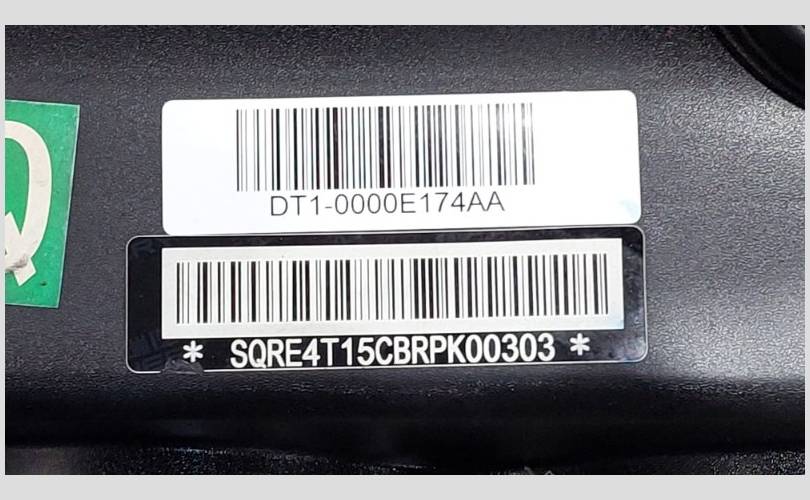 Q
DT1-0000E174AA
* SQRE4T15CBRPK00303 *